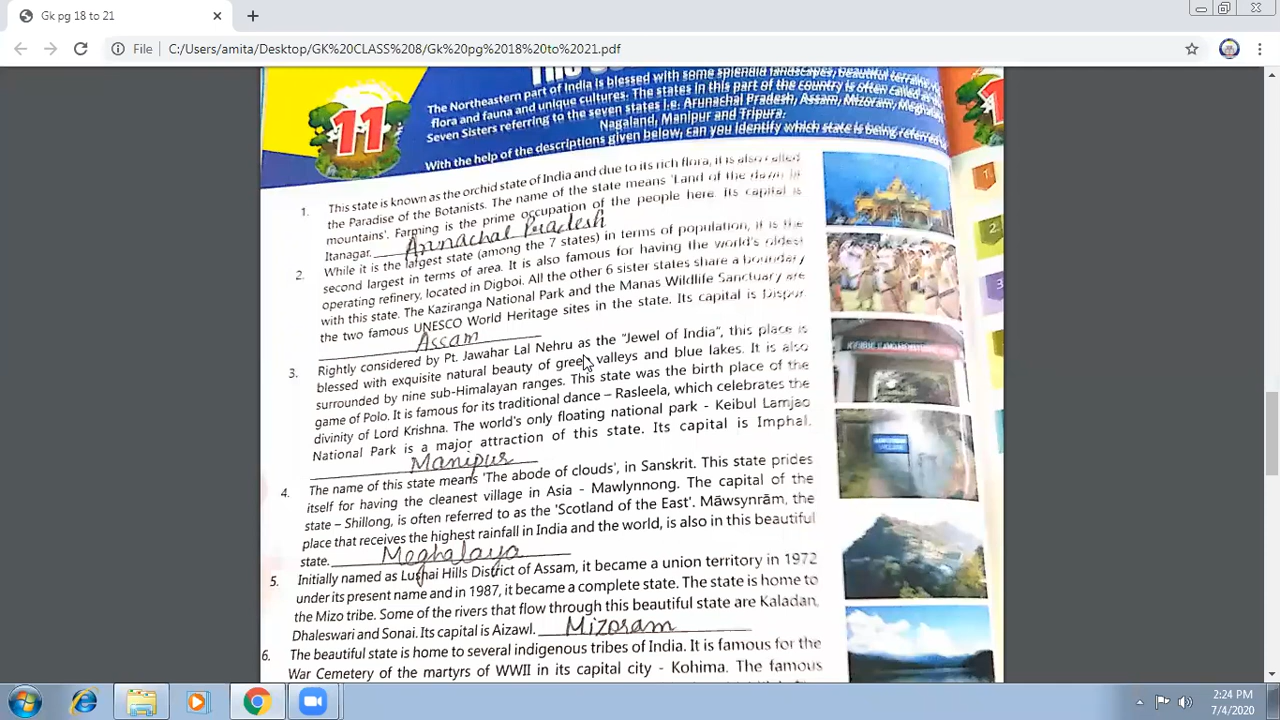 Gk pg 18 to 21
File C:/Users/amita/Desktop/GK%20CLASS%208/Gk%20pg%2018%20to%2021.pdf
11
The Northeastern part of India is blessed with some splendid landscapes, beautiful terrains,
flora and fauna and unique cultures. The states in this part of the country is often called as
Seven Sisters referring to the seven states i.e. Arunachal Pradesh, Assam, Mizoram,
Nagaland, Manipur and Tripura.
With the help of the descriptions given below, can you identify which state is being referred
1. This state is known as the orchid state of India and due to its rich flora, it is also called
the Paradise of the Botanists. The name of the state means 'Land of the dawn lit
mountains'. Farming is the prime occupation of the people here. Its capital is
Itanagar. Arunachal Pradesh
2. While it is the largest state (among the 7 states) in terms of population, it is the
second largest in terms of area. It is also famous for having the world's oldest
operating refinery, located in Digboi. All the other 6 sister states share a boundary
with this state. The Kaziranga National Park and the Manas Wildlife Sanctuary are
the two famous UNESCO World Heritage sites in the state. Its capital is Dispur.
Assam
3. Rightly considered by Pt. Jawahar Lal Nehru as the "Jewel of India", this place is
blessed with exquisite natural beauty of green valleys and blue lakes. It is also
surrounded by nine sub-Himalayan ranges. This state was the birth place of the
game of Polo. It is famous for its traditional dance – Rasleela, which celebrates the
divinity of Lord Krishna. The world's only floating national park - Keibul Lamjao
National Park is a major attraction of this state. Its capital is Imphal.
Manipur
4. The name of this state means 'The abode of clouds', in Sanskrit. This state prides
itself for having the cleanest village in Asia - Mawlynnong. The capital of the
state – Shillong, is often referred to as the 'Scotland of the East'. Māwsynrām, the
place that receives the highest rainfall in India and the world, is also in this beautiful
state. Meghalaya
5. Initially named as Lushai Hills District of Assam, it became a union territory in 1972
under its present name and in 1987, it became a complete state. The state is home to
the Mizo tribe. Some of the rivers that flow through this beautiful state are Kaladan,
Dhaleswari and Sonai. Its capital is Aizawl. Mizoram
6. The beautiful state is home to several indigenous tribes of India. It is famous for the
War Cemetery of the martyrs of WWII in its capital city - Kohima. The famous
1.
2.
3
2:24 PM
7/4/2020